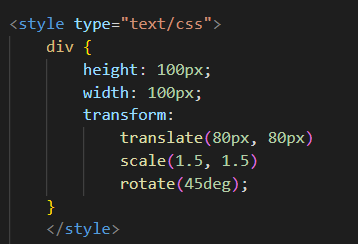 <style type="text/css">
div {
height: 100px;
width: 100px;
transform:
translate(80px, 80px)
scale(1.5, 1.5)
rotate(45deg);
}
</style>